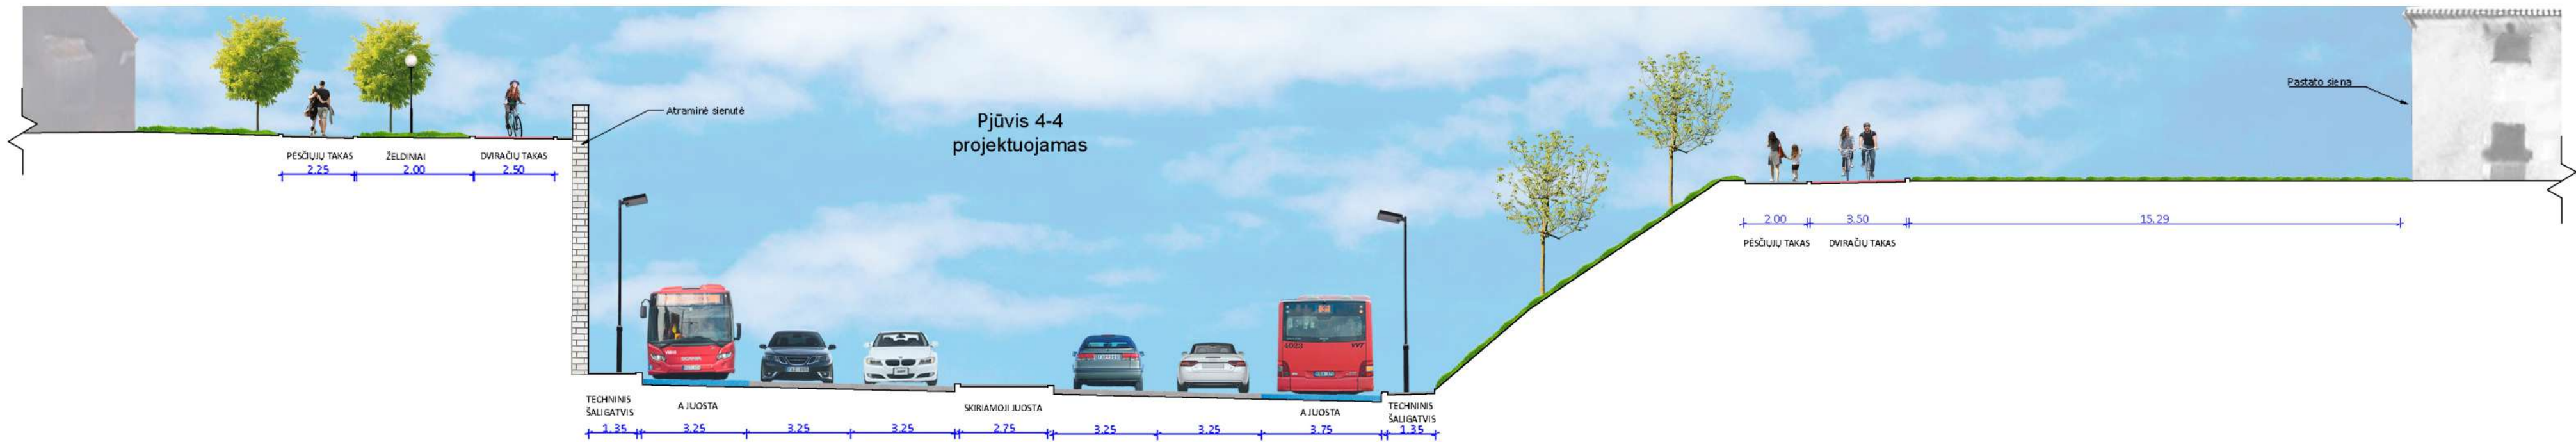 Atraminė sienutė
Pjūvis 4-4
projektuojamas
Pastato siena
PĖSČIŲJŲ TAKAS
ŽELDINIAI
DVIRAČIŲ TAKAS
2.25
2.00
2.50
2.00
3.50
15.29
PĖSČIŲJŲ TAKAS
DVIRAČIŲ TAKAS
4023
VVT
TECHNINIS
ŠALIGATVIS
A JUOSTA
SKIRIAMOJI JUOSTA
A JUOSTA
TECHNINIS
ŠALIGATVIS
1.35
3.25
3.25
3.25
2.75
3.25
3.25
3.75
1.35